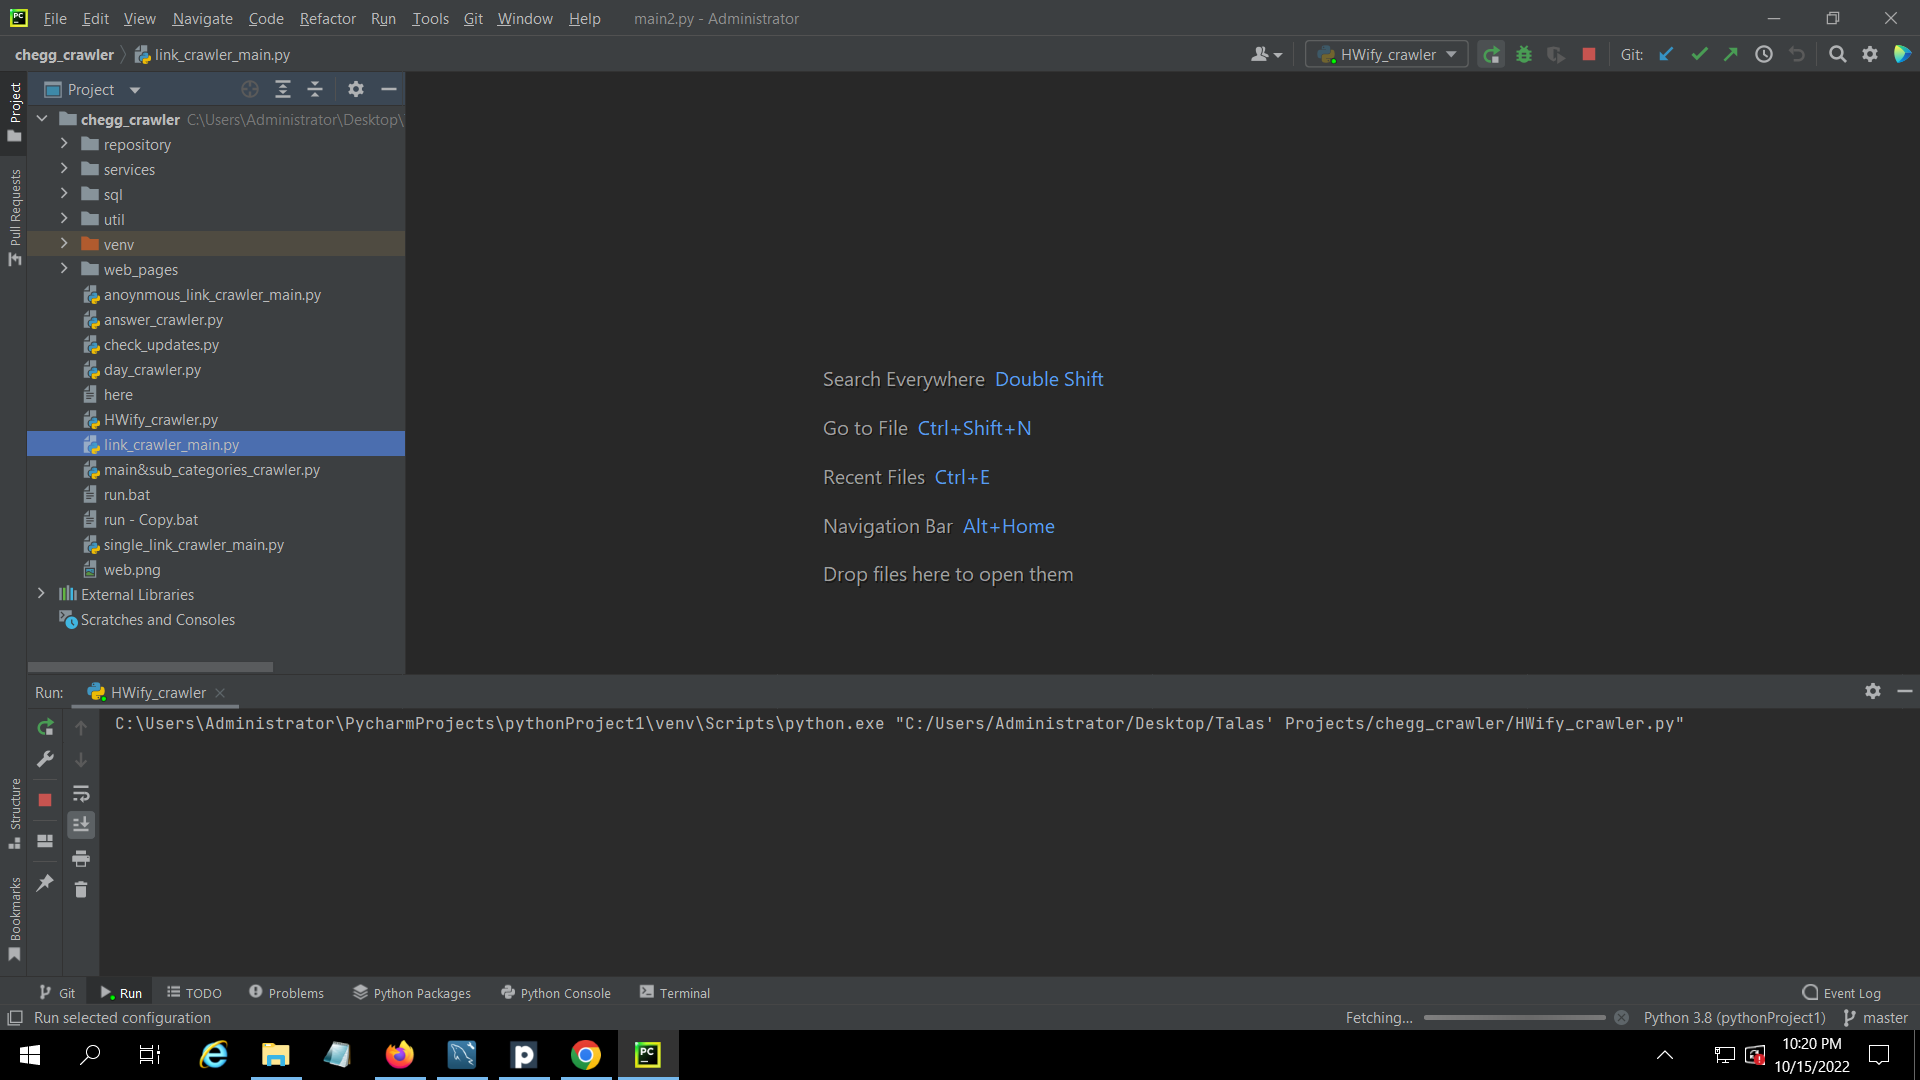 File Edit View Navigate Code Refactor Run Tools Git Window Help main2.py - Administrator
chegg_crawler link_crawler_main.py HWify_crawler Git:
Project
chegg_crawler C:\Users\Administrator\Desktop\
repository
services
sql
util
venv
web_pages
anoynmous_link_crawler_main.py
answer_crawler.py
check_updates.py
day_crawler.py
here
HWify_crawler.py
link_crawler_main.py
main&sub_categories_crawler.py
run.bat
run - Copy.bat
single_link_crawler_main.py
web.png
External Libraries
Scratches and Consoles
Project
Pull Requests
Structure
Bookmarks
Search Everywhere Double Shift
Go to File Ctrl+Shift+N
Recent Files Ctrl+E
Navigation Bar Alt+Home
Drop files here to open them
Run: HWify_crawler
C:\Users\Administrator\PycharmProjects\pythonProject1\venv\Scripts\python.exe "C:/Users/Administrator/Desktop/Talas' Projects/chegg_crawler/HWify_crawler.py"
Git Run TODO Problems Python Packages Python Console Terminal Event Log
Run selected configuration Fetching... Python 3.8 (pythonProject1) master
10:20 PM
10/15/2022